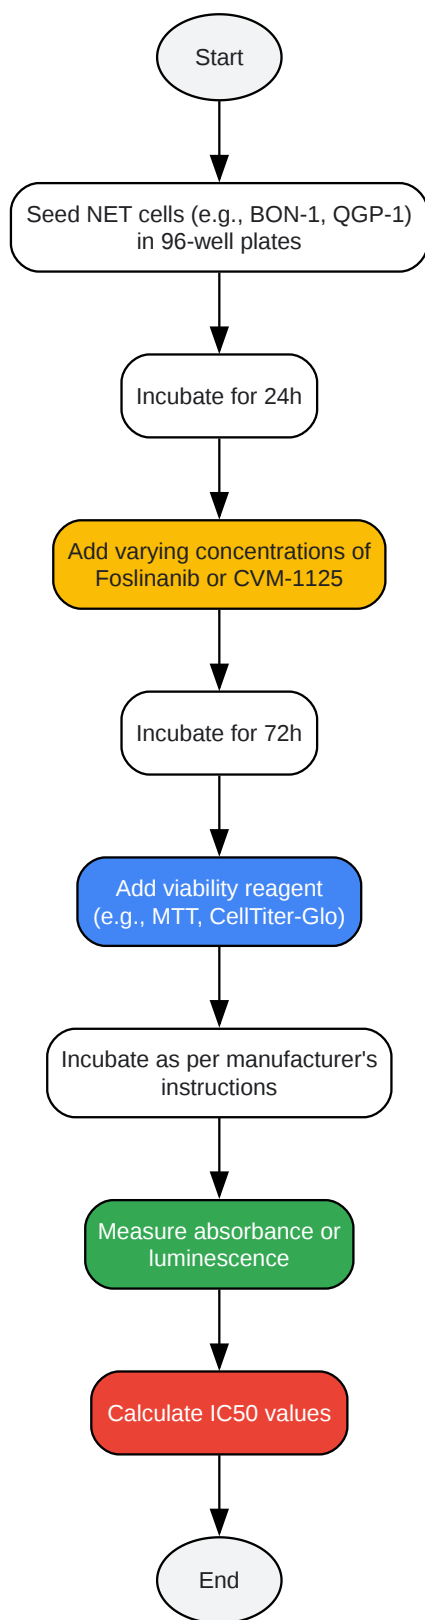 Start
Seed NET cells (e.g., BON-1, QGP-1)
in 96-well plates
Incubate for 24h
Add varying concentrations of
Foslinanib or CVM-1125
Incubate for 72h
Add viability reagent
(e.g., MTT, CellTiter-Glo)
Incubate as per manufacturer's
instructions
Measure absorbance or
luminescence
Calculate IC50 values
End